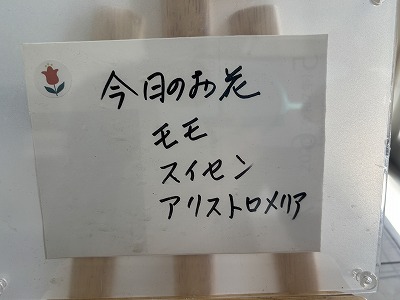 今日のお花
モモ
スイセン
アリストロメリア